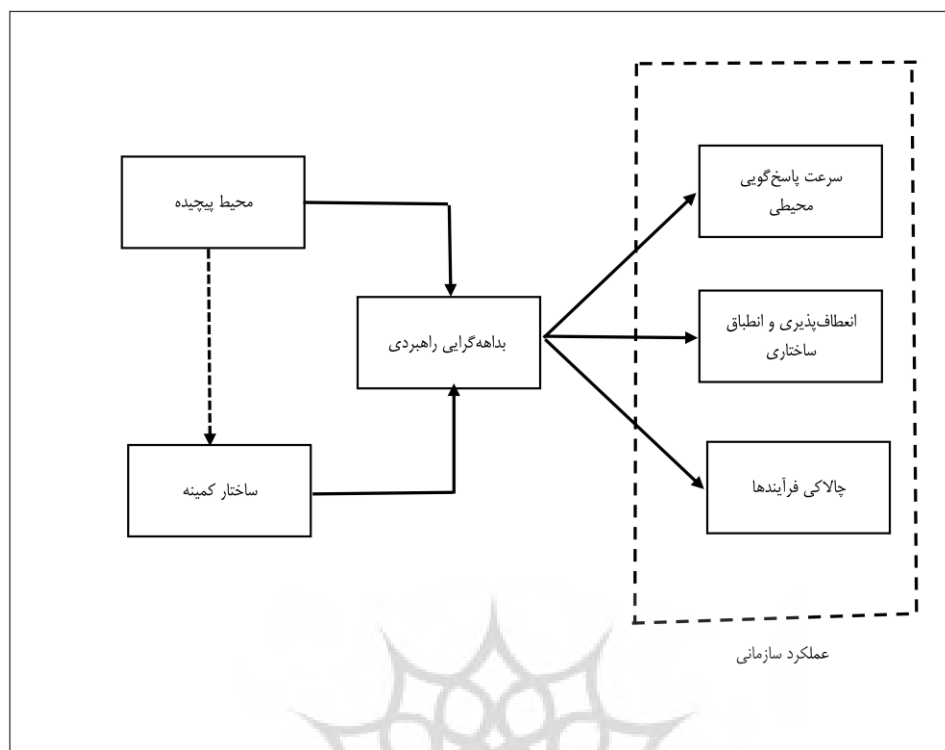 محیط پیچیده
سرعت پاسخ‌گویی
محیطی
بداهه‌گرایی راهبردی
انعطاف‌پذیری و انطباق
ساختاری
ساختار کمینه
چالاکی فرآیندها
عملکرد سازمانی